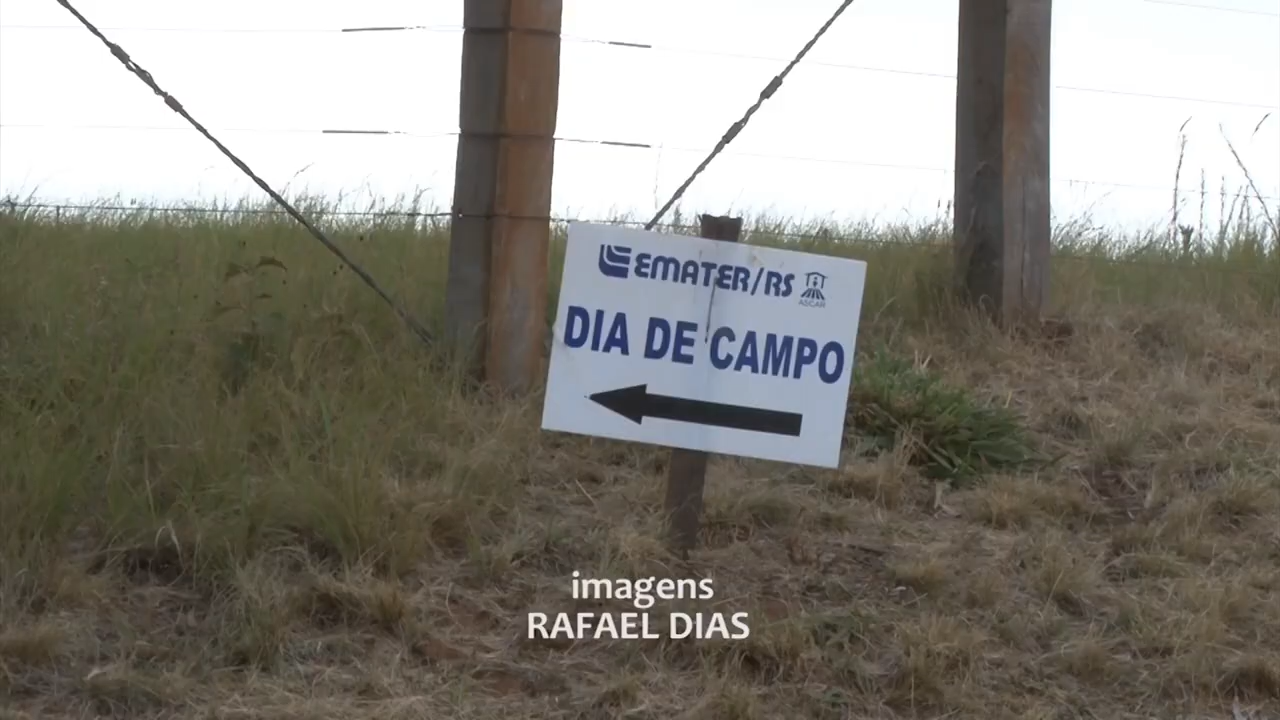 EMATER/RS
ASCAR
DIA DE CAMPO
imagens
RAFAEL DIAS